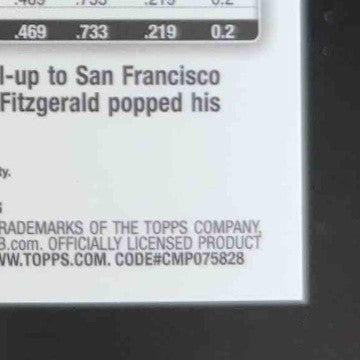 .469 .733 .219 0.2
l-up to San Francisco
Fitzgerald popped his
ty.
RADEMARKS OF THE TOPPS COMPANY,
B.com. OFFICIALLY LICENSED PRODUCT
WW.TOPPS.COM. CODE#CMP075828